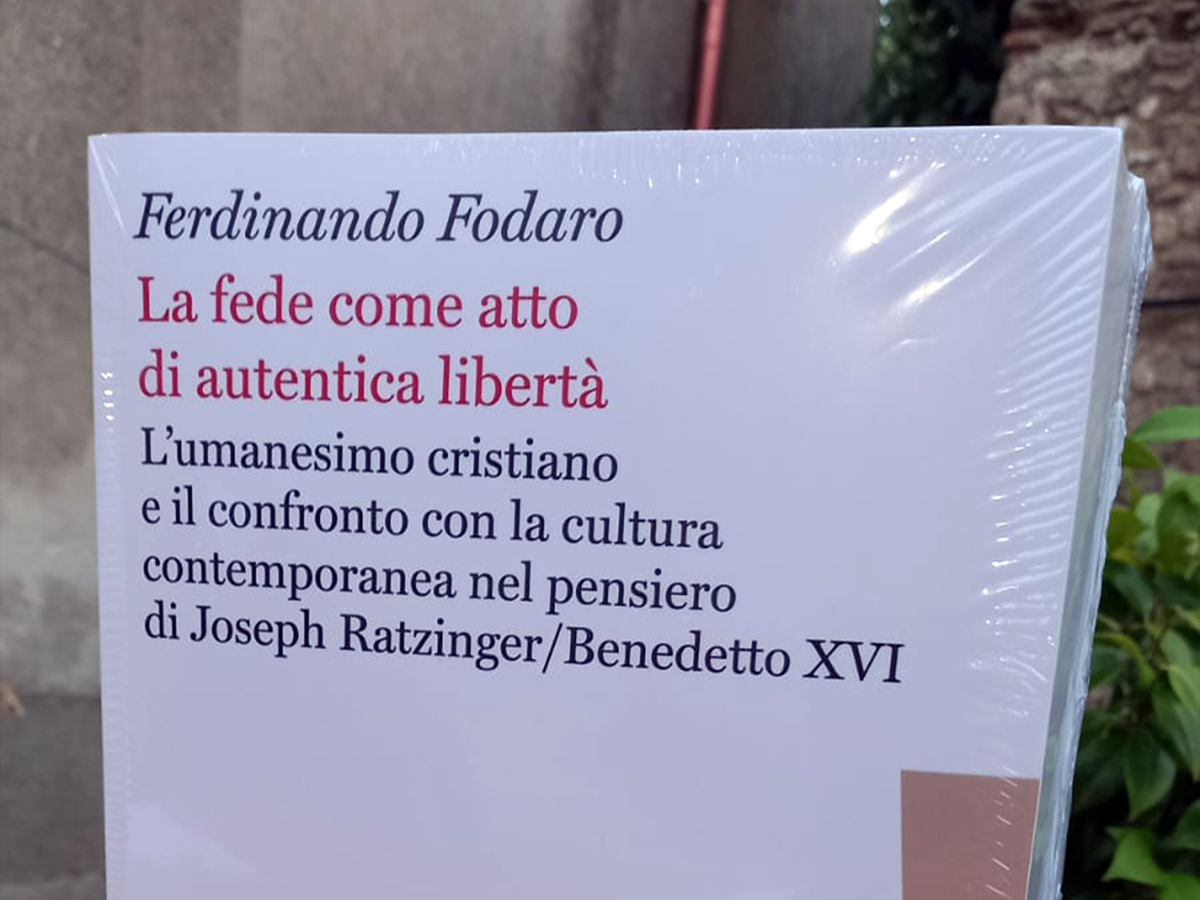 Ferdinando Fodaro
La fede come atto
di autentica libertà
L’umanesimo cristiano
e il confronto con la cultura
contemporanea nel pensiero
di Joseph Ratzinger/Benedetto XVI